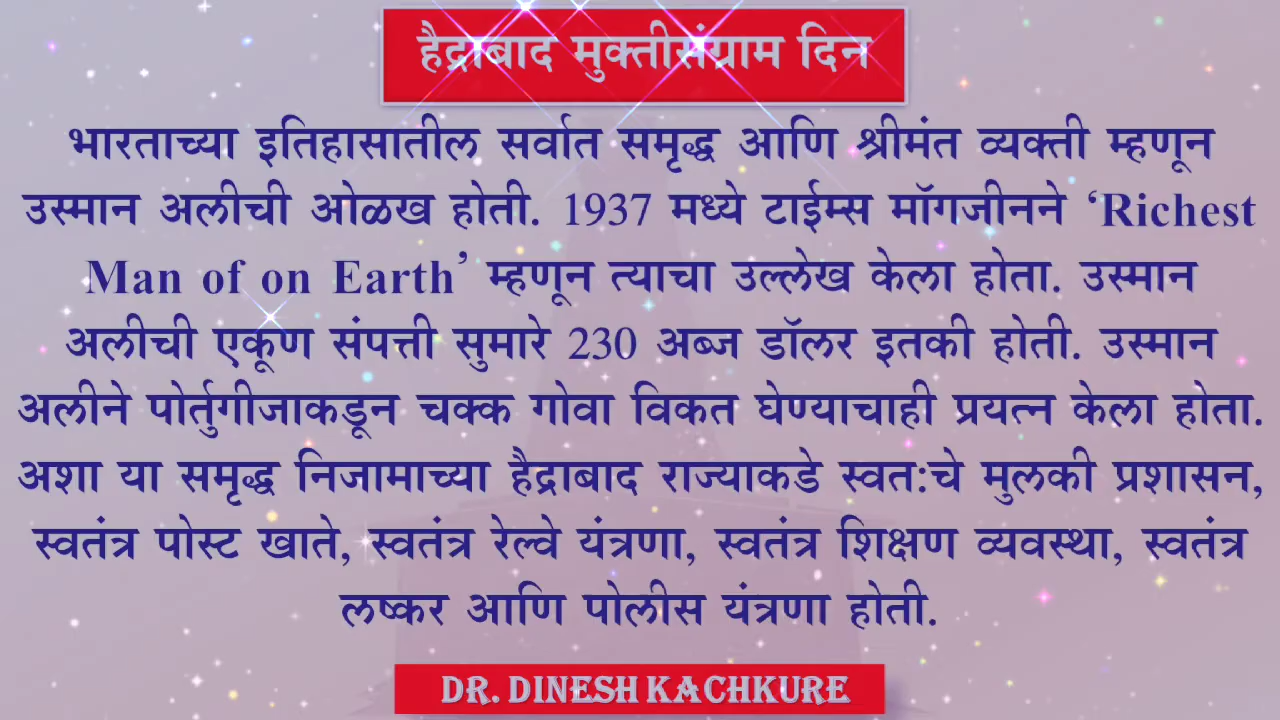 हैद्राबाद मुक्तीसंग्राम दिन
भारताच्या इतिहासातील सर्वात समृद्ध आणि श्रीमंत व्यक्ती म्हणून
उस्मान अलीची ओळख होती. 1937 मध्ये टाईम्स मॉगजीनने ‘Richest
Man of on Earth’ म्हणून त्याचा उल्लेख केला होता. उस्मान
अलीची एकूण संपत्ती सुमारे 230 अब्ज डॉलर इतकी होती. उस्मान
अलीने पोर्तुगीजाकडून चक्क गोवा विकत घेण्याचाही प्रयत्न केला होता.
अशा या समृद्ध निजामाच्या हैद्राबाद राज्याकडे स्वत:चे मुलकी प्रशासन,
स्वतंत्र पोस्ट खाते, स्वतंत्र रेल्वे यंत्रणा, स्वतंत्र शिक्षण व्यवस्था, स्वतंत्र
लष्कर आणि पोलीस यंत्रणा होती.
DR. DINESH KACHKURE